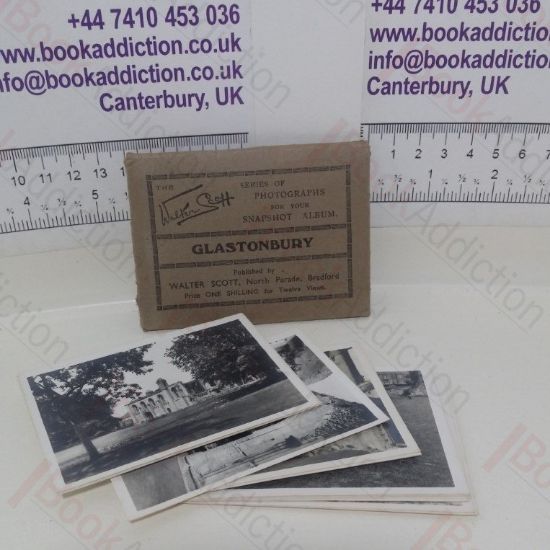 +44 7410 453 036
www.bookaddiction.co.uk
info@bookaddiction.co.uk
Canterbury, UK
+44 7410 453 036
www.bookaddiction.co
info@bookaddiction.co.uk
Canterbury, UK
THE
Walter Scott
SERIES OF
PHOTOGRAPHS
FOR YOUR
SNAPSHOT ALBUM.
GLASTONBURY
Published by -
WALTER SCOTT, North Parade, Bradford
Price ONE SHILLING for Twelve Views.
BookAddiction